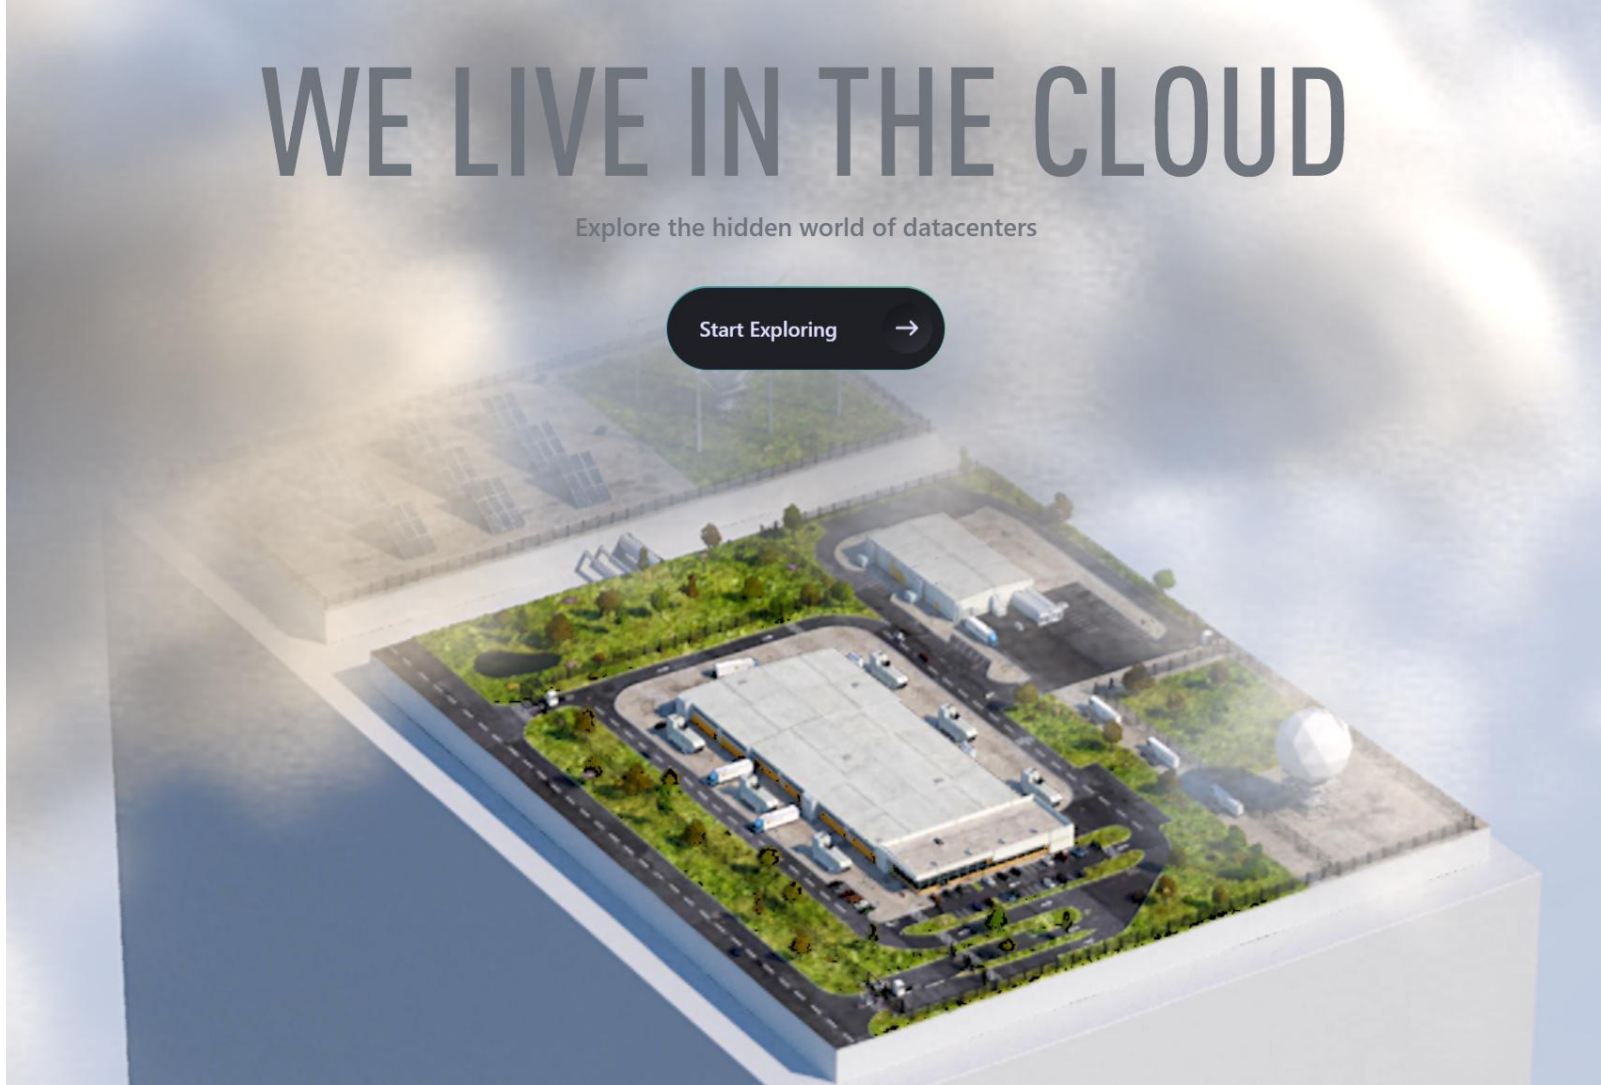 WE LIVE IN THE CLOUD
Explore the hidden world of datacenters
Start Exploring